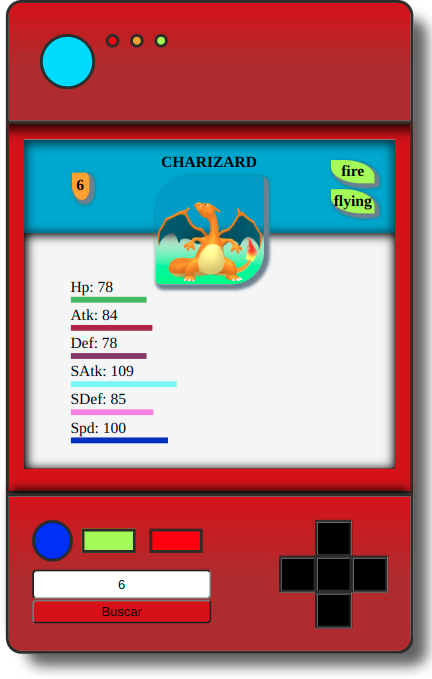 CHARIZARD
6
fire
flying
Hp: 78
Atk: 84
Def: 78
SAtk: 109
SDef: 85
Spd: 100
6
Buscar